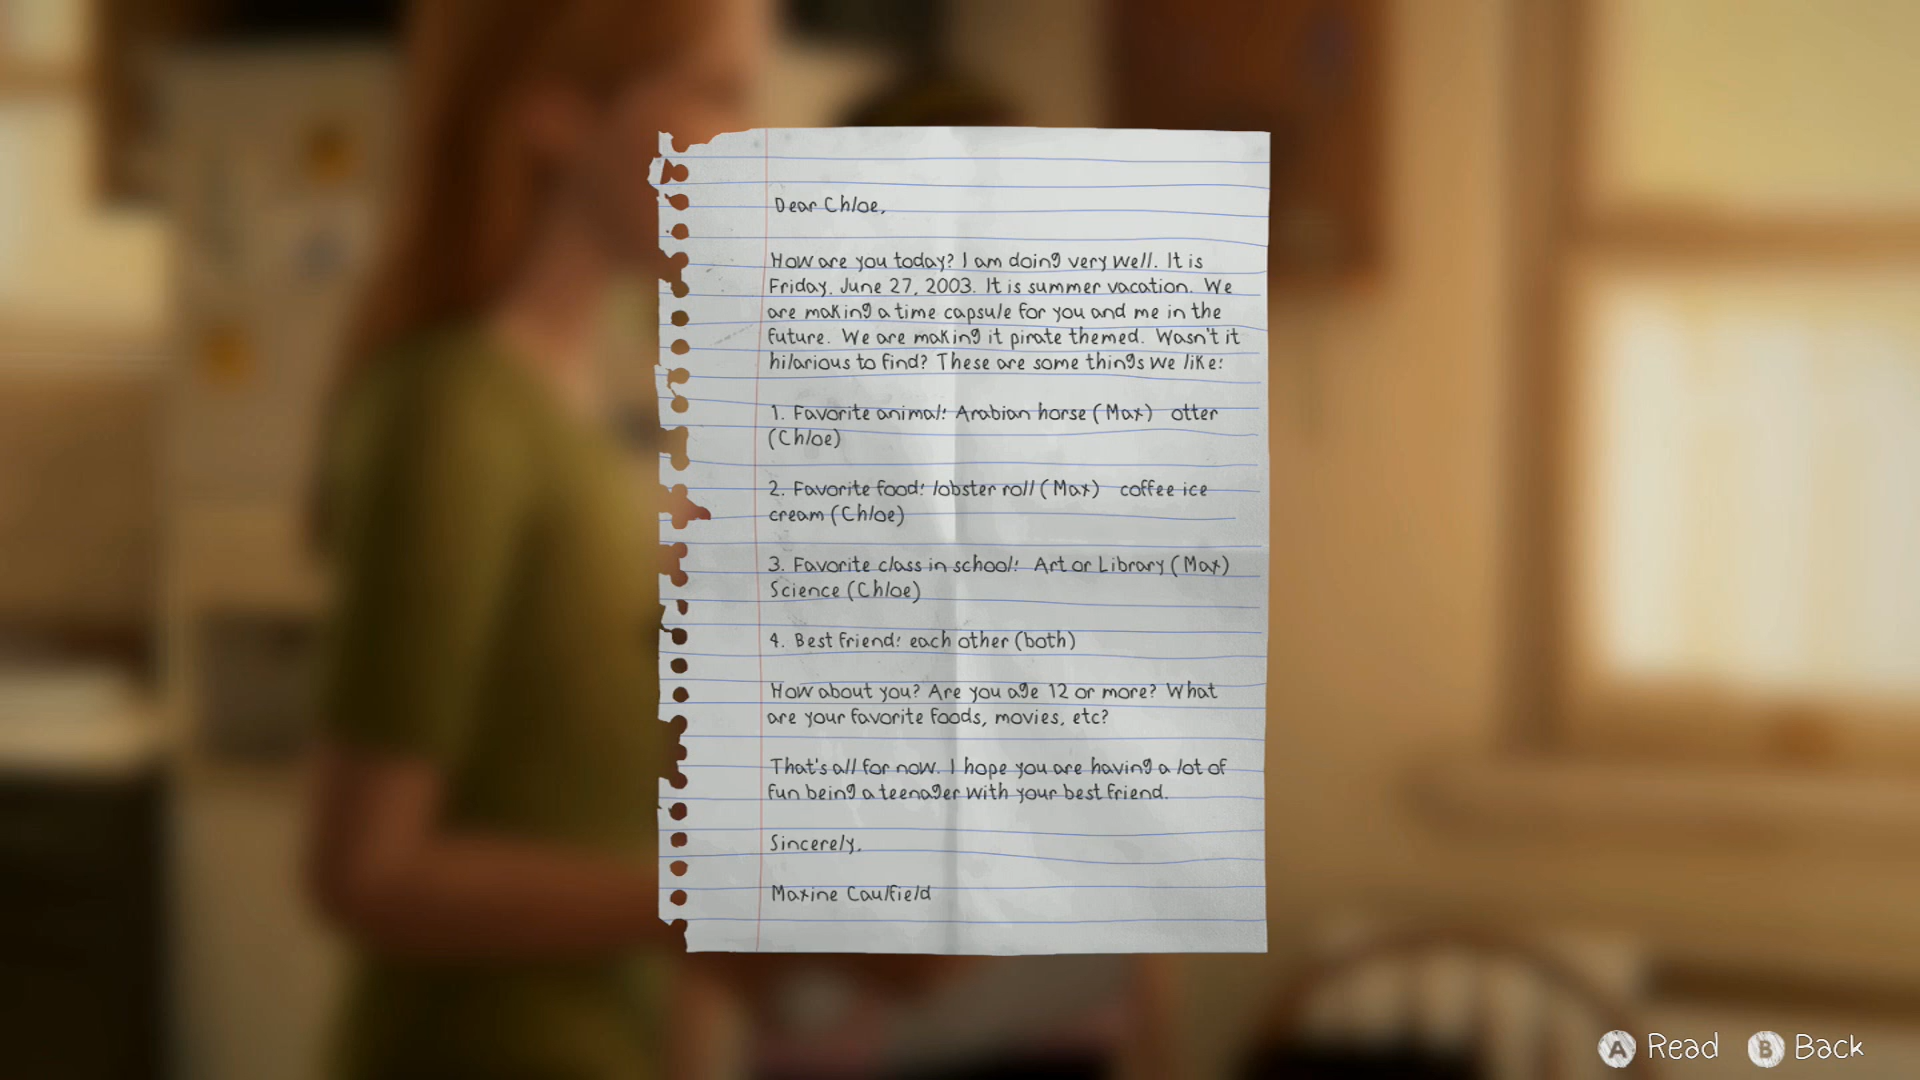 Dear Chloe,
How are you today? I am doing very well. It is
Friday, June 27, 2003. It is summer vacation. We
are making a time capsule for you and me in the
future. We are making it pirate themed. Wasn't it
hilarious to find? These are some things we like:
1. Favorite animal: Arabian horse (Max) otter
(Chloe)
2. Favorite food: lobster roll (Max) coffee ice
cream (Chloe)
3. Favorite class in school: Art or Library (Max)
Science (Chloe)
4. Best friend: each other (both)
How about you? Are you age 12 or more? What
are your favorite foods, movies, etc?
That's all for now. I hope you are having a lot of
fun being a teenager with your best friend.
Sincerely,
Maxine Caulfield
A Read B Back